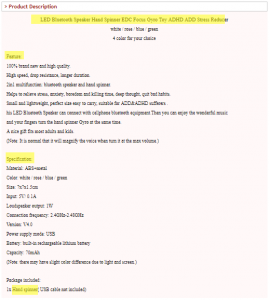 Product Description
LED Bluetooth Speaker Hand Spinner EDC Focus Gyro Toy ADHD ADD Stress Reducer
white / rose / blue / green
4 color for your choice
Feature:
100% brand new and high quality
High speed, drop resistance, longer duration.
2in1 multifunction: bluetooth speaker and hand spinner.
Helps to relieve stress, anxiety, boredom and killing time, deep thought, quit bad habits.
Small and lightweight, perfect size easy to carry, suitable for ADD&ADHD sufferers.
his LED Bluetooth Speaker can connect with cellphone bluetooth equipment.Then you can enjoy the wonderful music
and your fingers turn the hand spinner Gyro at the same time.
A nice gift for most adults and kids.
(Note: It is normal that it will magnify the voice when turn it at the max volume.)
Specification:
Material: ABS+metal
Color: white / rose / blue / green
Size: 7x7x1.5cm
Input: 5V/ 0.1A
Loudspeaker output: 1W
Connection frequency: 2.4GHz-2.480GHz
Version: V4.0
Power supply mode: USB
Battery: built-in rechargeable lithium battery
Capacity: 70mAh
(Note: there may have slight color difference due to light and screen.)
Package included:
1x Hand spinner( USB cable not included)